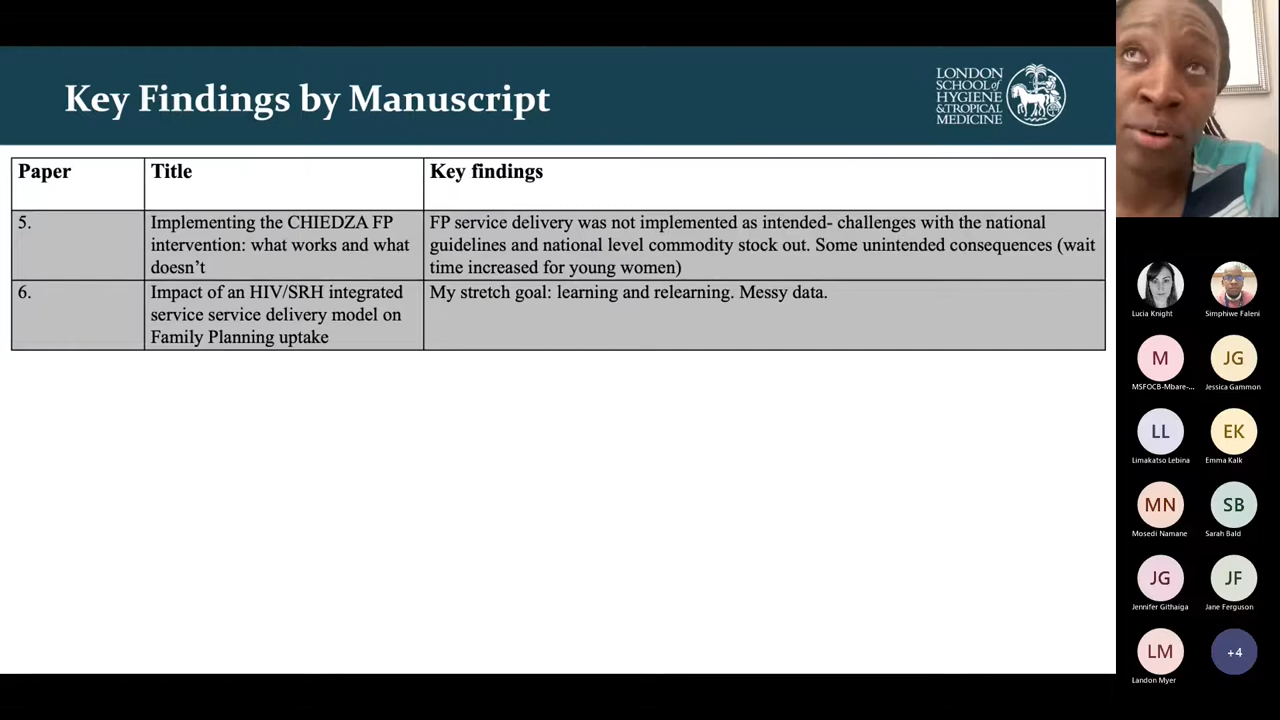 Key Findings by Manuscript
LONDON
SCHOOL of
HYGIENE
& TROPICAL
MEDICINE
Paper
Title
Key findings
5.
Implementing the CHIEDZA FP
intervention: what works and what
doesn’t
FP service delivery was not implemented as intended- challenges with the national
guidelines and national level commodity stock out. Some unintended consequences (wait
time increased for young women)
6.
Impact of an HIV/SRH integrated
service service delivery model on
Family Planning uptake
My stretch goal: learning and relearning. Messy data.
Lucia Knight
Simphiwe Faleni
M
MSFOCB-Mbare-...
JG
Jessica Gammon
LL
Limakatso Lebina
EK
Emma Kalk
MN
Mosedi Namane
SB
Sarah Bald
JG
Jennifer Githaiga
JF
Jane Ferguson
LM
Landon Myer
+4